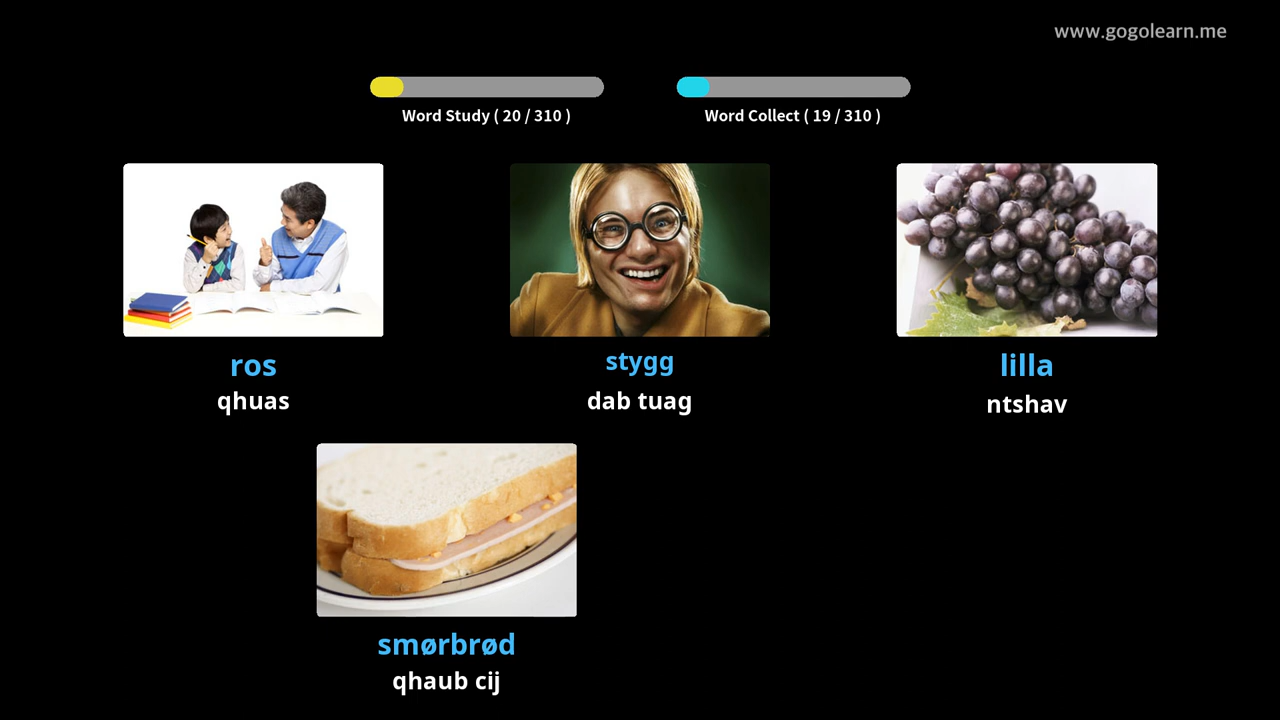 www.gogolearn.me
Word Study ( 20 / 310 )
Word Collect ( 19 / 310 )
ros
qhuas
stygg
dab tuag
lilla
ntshav
smørbrød
qhaub cij